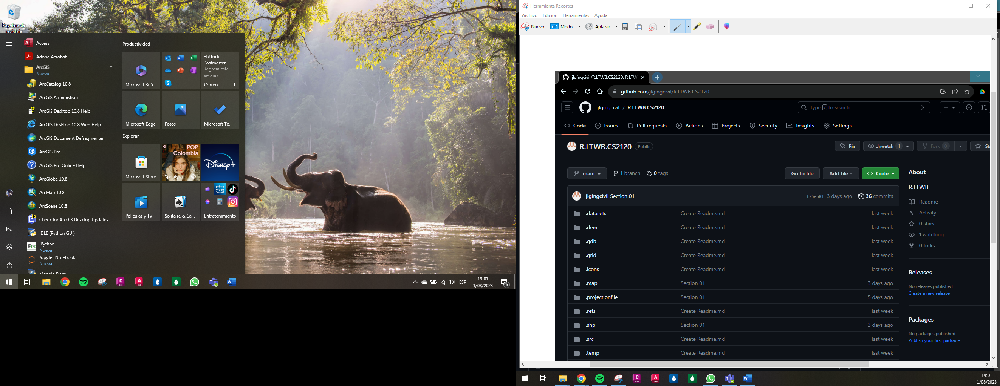 Papelera de
reciclaje
Access
Adobe Acrobat
ArcGIS
Nueva
ArcCatalog 10.8
ArcGIS Administrator
ArcGIS Desktop 10.8 Help
ArcGIS Desktop 10.8 Web Help
ArcGIS Document Defragmenter
ArcGIS Pro
ArcGIS Pro Online Help
ArcGlobe 10.8
ArcMap 10.8
ArcScene 10.8
Check for ArcGIS Desktop Updates
IDLE (Python GUI)
IPython
Nueva
Jupyter Notebook
Nueva
Module Docs
Productividad
Microsoft 365...
Hattrick
Postmaster
Regresa este
verano
Correo 1
Microsoft Edge
Fotos
Microsoft To...
Explorar
Microsoft Store
POP
Colombia
Spotify
Disney+
Películas y TV
Solitaire & Ca...
prime
video
Entretenimiento
ESP
19:01
1/08/2023
5
Herramienta Recortes
Archivo Edición Herramientas Ayuda
Nuevo Modo Aplazar
jlgingcivil/R.LTWB.CS2120: R.LTW
github.com/jlgingcivil/R.LTWB.CS2120
jlgingcivil / R.LTWB.CS2120
Type / to search
Code Issues Pull requests Actions Projects Security Insights Settings
R.LTWB.CS2120 Public
Pin Unwatch 1 Fork 0 Sta
main 1 branch 0 tags
Go to file Add file Code
jlgingcivil Section 01 f75e581 3 days ago 36 commits
.datasets Create Readme.md last week
.dem Create Readme.md last week
.gdb Create Readme.md last week
.grid Create Readme.md last week
.icons Create Readme.md last week
.map Section 01 3 days ago
.projectionfile Section 01 5 days ago
.refs Create Readme.md last week
.shp Section 01 3 days ago
.src Create Readme.md last week
.temp Create Readme.md last week
About
R.LTWB
Readme
Activity
0 stars
1 watching
0 forks
Releases
No releases published
Create a new release
Packages
No packages published
Publish your first package
19:01
1/08/2023